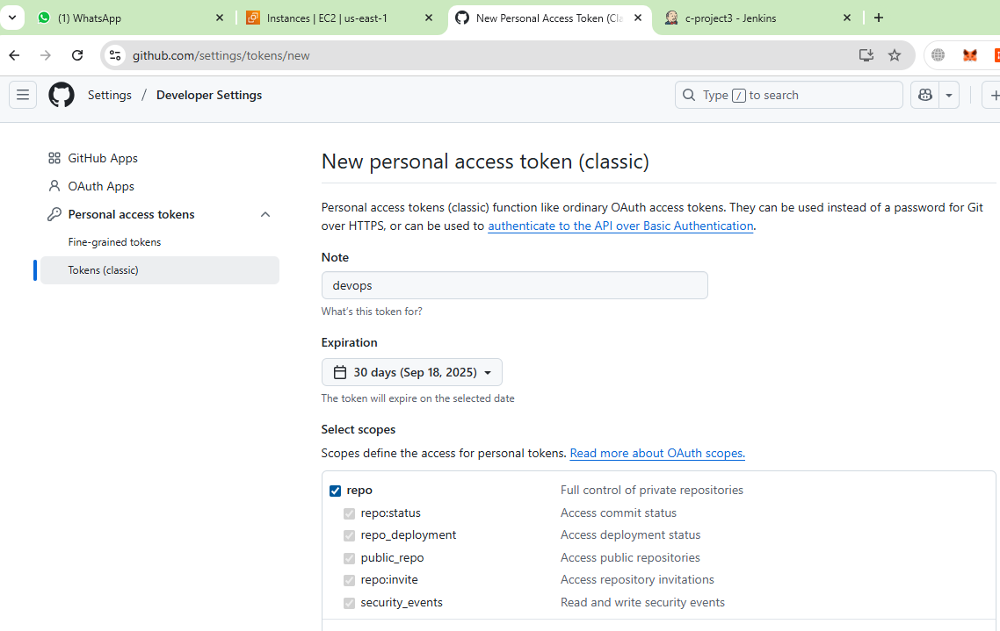 (1) WhatsApp
Instances | EC2 | us-east-1
New Personal Access Token (Cla
c-project3 - Jenkins
github.com/settings/tokens/new
Settings / Developer Settings
Type / to search
GitHub Apps
OAuth Apps
Personal access tokens
Fine-grained tokens
Tokens (classic)
New personal access token (classic)
Personal access tokens (classic) function like ordinary OAuth access tokens. They can be used instead of a password for Git
over HTTPS, or can be used to authenticate to the API over Basic Authentication.
Note
devops
What's this token for?
Expiration
30 days (Sep 18, 2025)
The token will expire on the selected date
Select scopes
Scopes define the access for personal tokens. Read more about OAuth scopes.
repo Full control of private repositories
repo:status Access commit status
repo_deployment Access deployment status
public_repo Access public repositories
repo:invite Access repository invitations
security_events Read and write security events